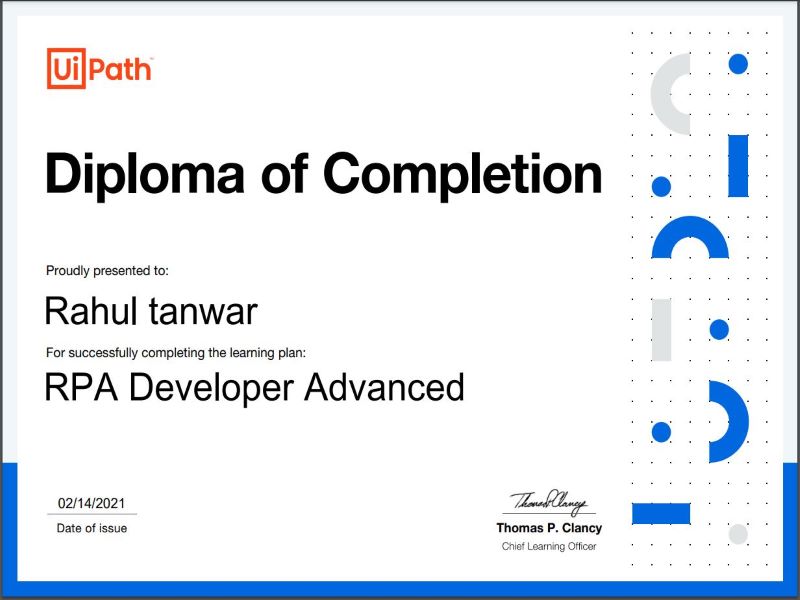 UiPath
Diploma of Completion
Proudly presented to:
Rahul tanwar
For successfully completing the learning plan:
RPA Developer Advanced
02/14/2021
Date of issue
Thomas Clancy
Thomas P. Clancy
Chief Learning Officer